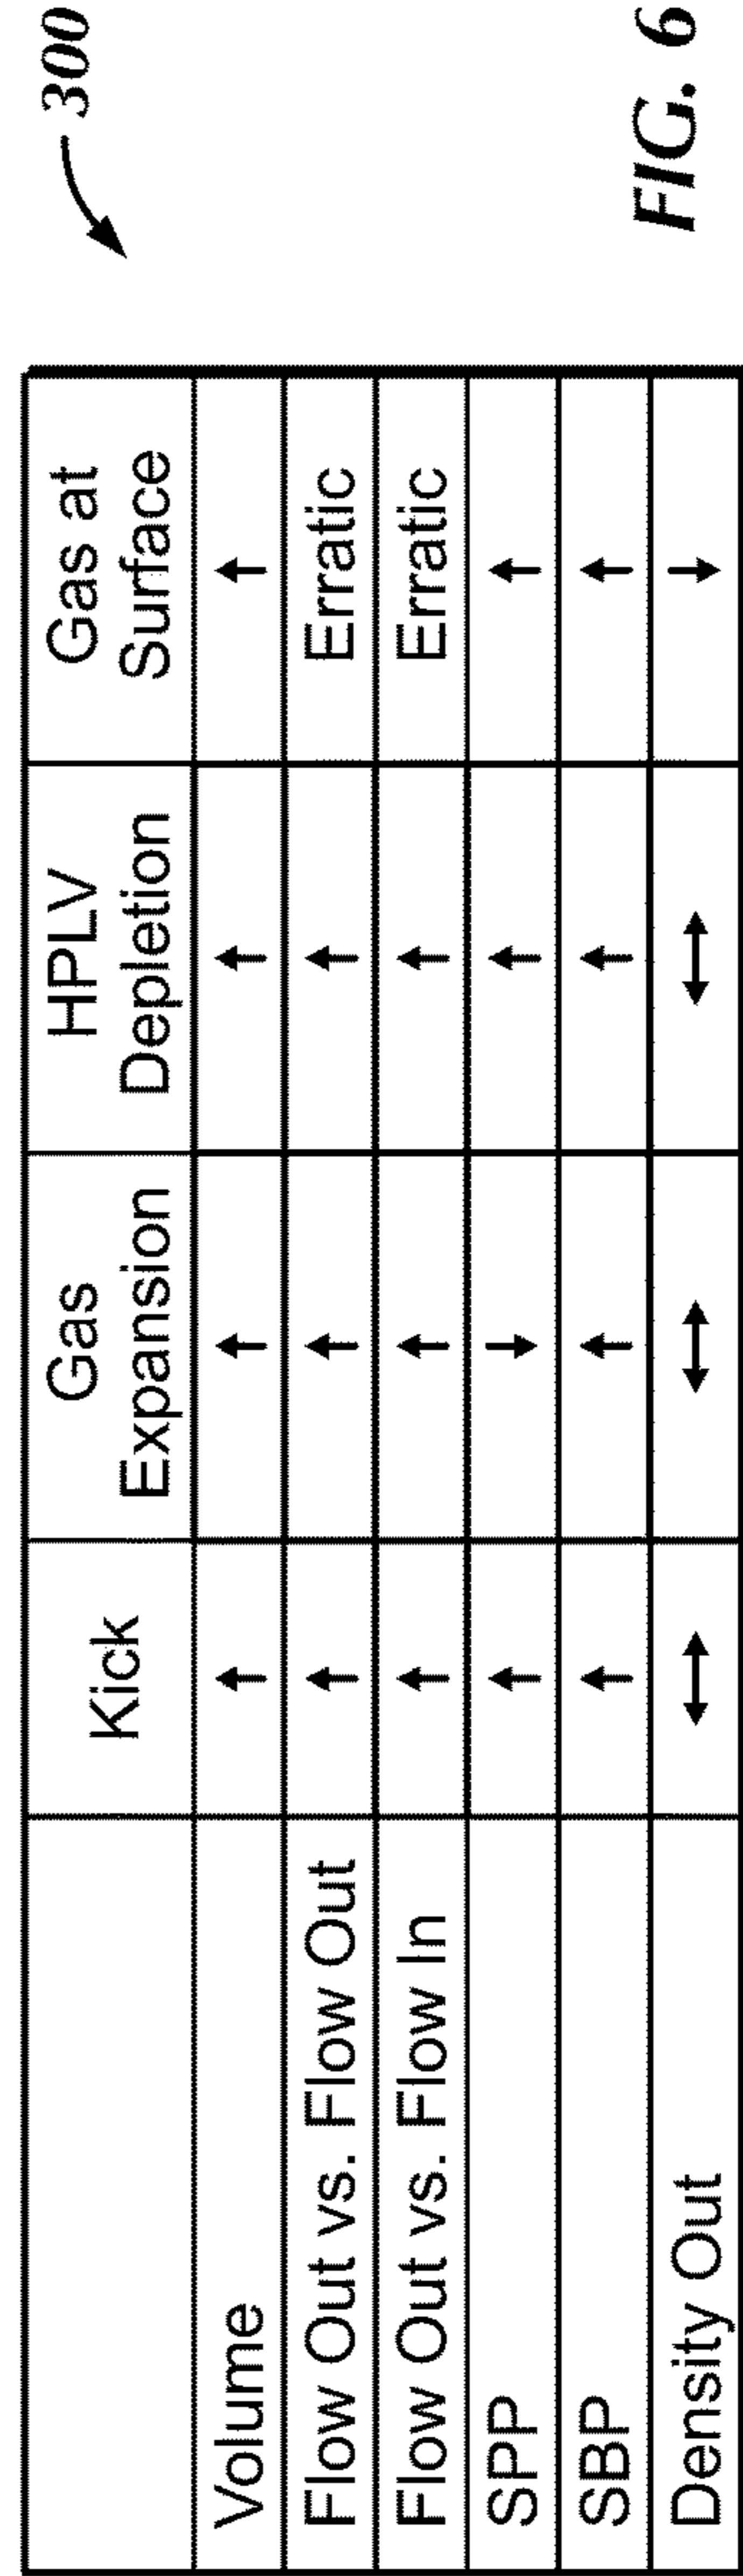 300
Kick
Gas
Expansion
HPLV
Depletion
Gas at
Surface
Volume ↑ ↑ ↑ ↑
Flow Out vs. Flow Out ↑ ↑ ↑ Erratic
Flow Out vs. Flow In ↑ ↑ ↑ Erratic
SPP ↑ ↓ ↑ ↑
SBP ↑ ↑ ↑ ↑
Density Out ↔ ↔ ↔ ↓
FIG. 6